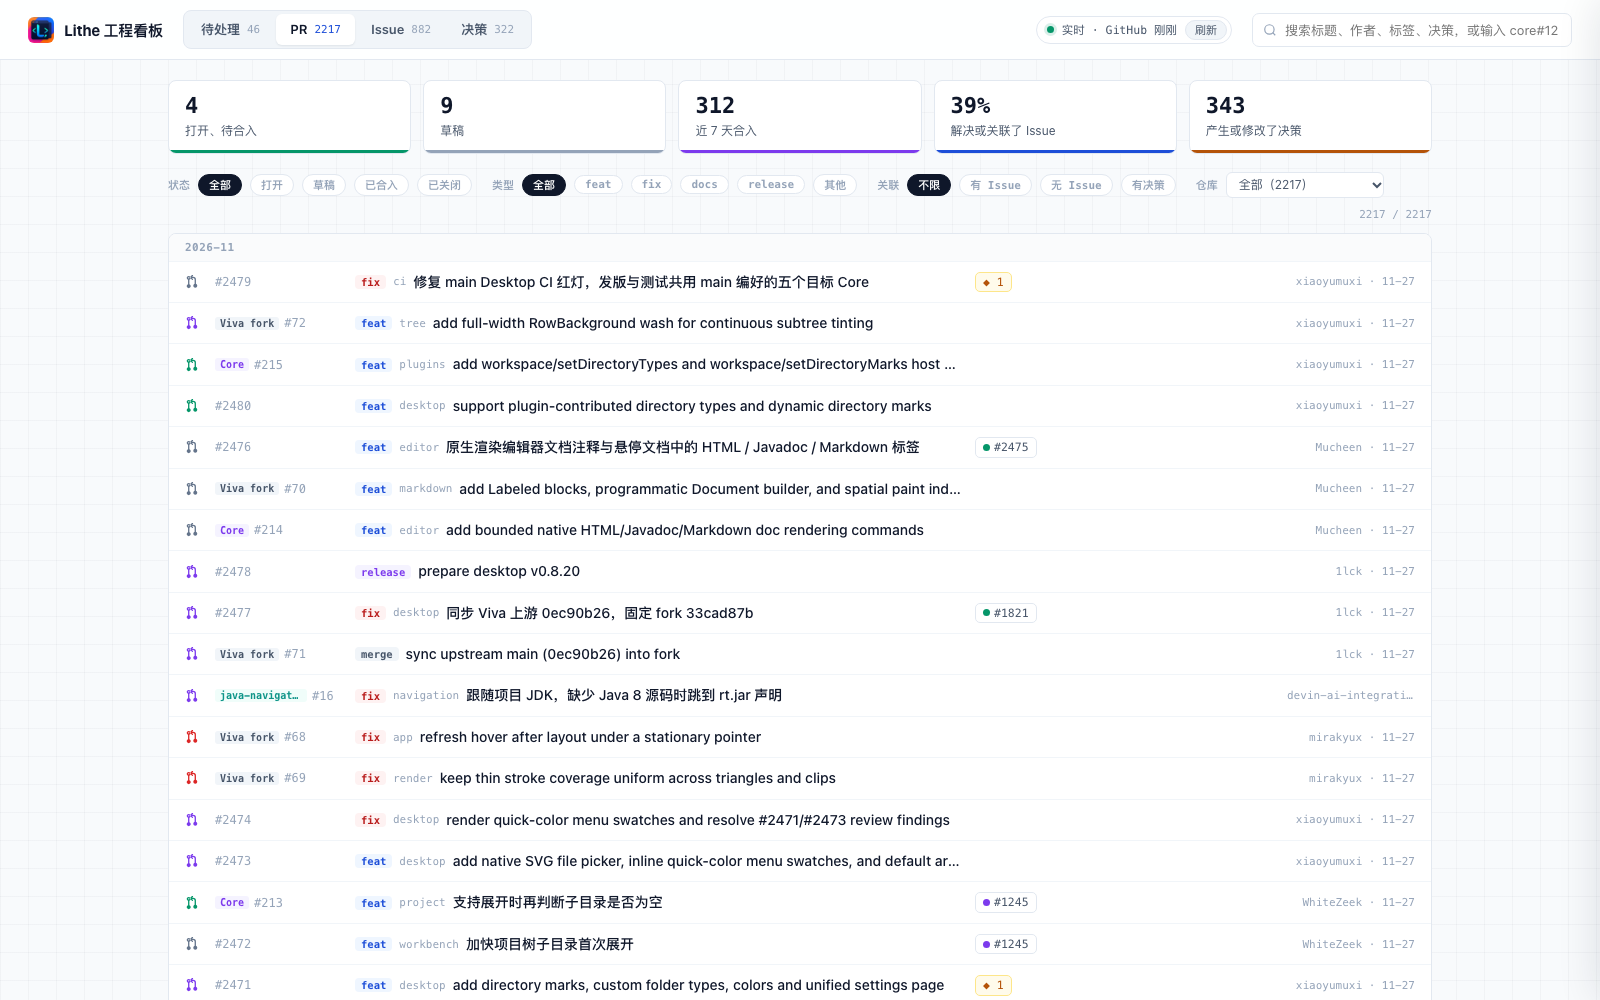 Lithe 工程看板
待处理 46 PR 2217 Issue 882 决策 322
实时 · GitHub 刚刚 刷新
搜索标题、作者、标签、决策，或输入 core#12
4
打开、待合入
9
草稿
312
近 7 天合入
39%
解决或关联了 Issue
343
产生或修改了决策
状态 全部 打开 草稿 已合入 已关闭 类型 全部 feat fix docs release 其他 关联 不限 有 Issue 无 Issue 有决策 仓库 全部（2217）
2217 / 2217
2026-11
#2479 fix ci 修复 main Desktop CI 红灯，发版与测试共用 main 编好的五个目标 Core ◆ 1 xiaoyumuxi · 11-27
Viva fork #72 feat tree add full-width RowBackground wash for continuous subtree tinting xiaoyumuxi · 11-27
Core #215 feat plugins add workspace/setDirectoryTypes and workspace/setDirectoryMarks host ... xiaoyumuxi · 11-27
#2480 feat desktop support plugin-contributed directory types and dynamic directory marks xiaoyumuxi · 11-27
#2476 feat editor 原生渲染编辑器文档注释与悬停文档中的 HTML / Javadoc / Markdown 标签 #2475 Mucheen · 11-27
Viva fork #70 feat markdown add Labeled blocks, programmatic Document builder, and spatial paint ind... Mucheen · 11-27
Core #214 feat editor add bounded native HTML/Javadoc/Markdown doc rendering commands Mucheen · 11-27
#2478 release prepare desktop v0.8.20 1lck · 11-27
#2477 fix desktop 同步 Viva 上游 0ec90b26，固定 fork 33cad87b #1821 1lck · 11-27
Viva fork #71 merge sync upstream main (0ec90b26) into fork 1lck · 11-27
java-navigat… #16 fix navigation 跟随项目 JDK，缺少 Java 8 源码时跳到 rt.jar 声明 devin-ai-integrati…
Viva fork #68 fix app refresh hover after layout under a stationary pointer mirakyux · 11-27
Viva fork #69 fix render keep thin stroke coverage uniform across triangles and clips mirakyux · 11-27
#2474 fix desktop render quick-color menu swatches and resolve #2471/#2473 review findings xiaoyumuxi · 11-27
#2473 feat desktop add native SVG file picker, inline quick-color menu swatches, and default ar... xiaoyumuxi · 11-27
Core #213 feat project 支持展开时再判断子目录是否为空 #1245 WhiteZeek · 11-27
#2472 feat workbench 加快项目树子目录首次展开 #1245 WhiteZeek · 11-27
#2471 feat desktop add directory marks, custom folder types, colors and unified settings page ◆ 1 xiaoyumuxi · 11-27